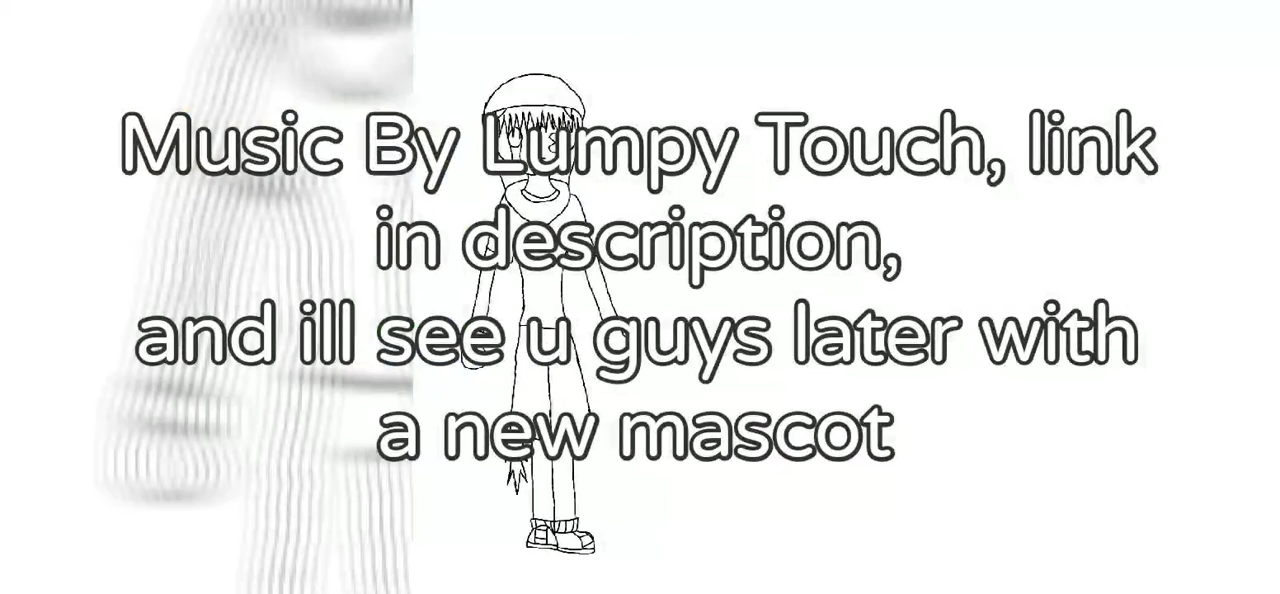 Music By Lumpy Touch, link
in description,
and ill see u guys later with
a new mascot